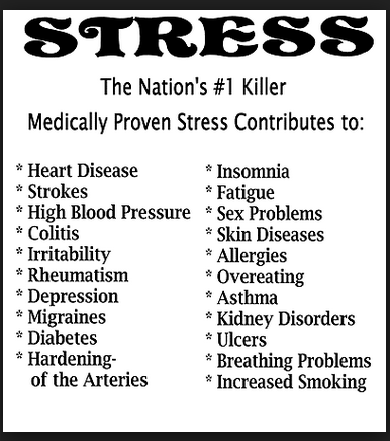 STRESS
The Nation's #1 Killer
Medically Proven Stress Contributes to:
* Heart Disease
* Strokes
* High Blood Pressure
* Colitis
* Irritability
* Rheumatism
* Depression
* Migraines
* Diabetes
* Hardening-
of the Arteries
* Insomnia
* Fatigue
* Sex Problems
* Skin Diseases
* Allergies
* Overeating
* Asthma
* Kidney Disorders
* Ulcers
* Breathing Problems
* Increased Smoking